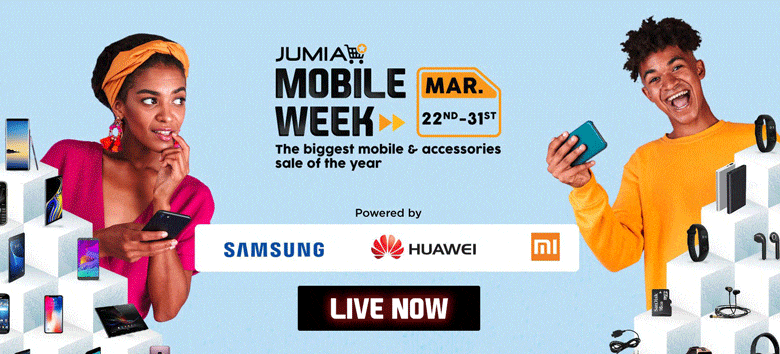 JUMIA
MOBILE
WEEK
MAR.
22ND-31ST
The biggest mobile & accessories
sale of the year
Powered by
SAMSUNG
HUAWEI
MI
LIVE NOW
SanDisk